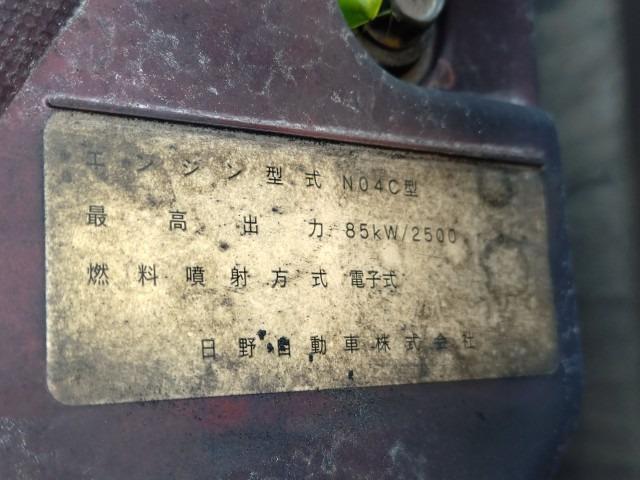 エンジン型式 N04C型
最高出力 85kW/2500
燃料噴射方式 電子式
日野自動車株式会社